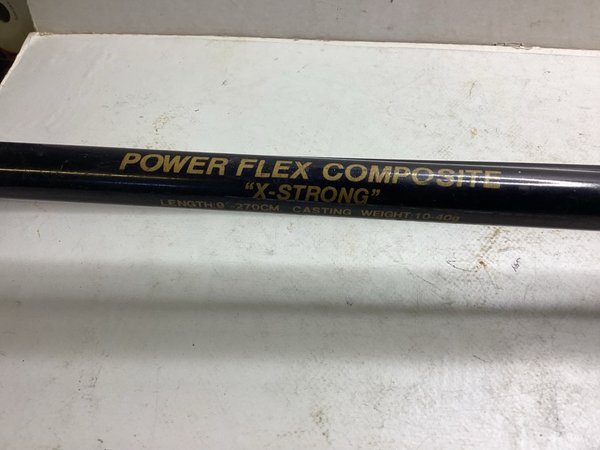 POWER FLEX COMPOSITE
"X-STRONG"
LENGTH:9'-270CM CASTING WEIGHT:10-40g